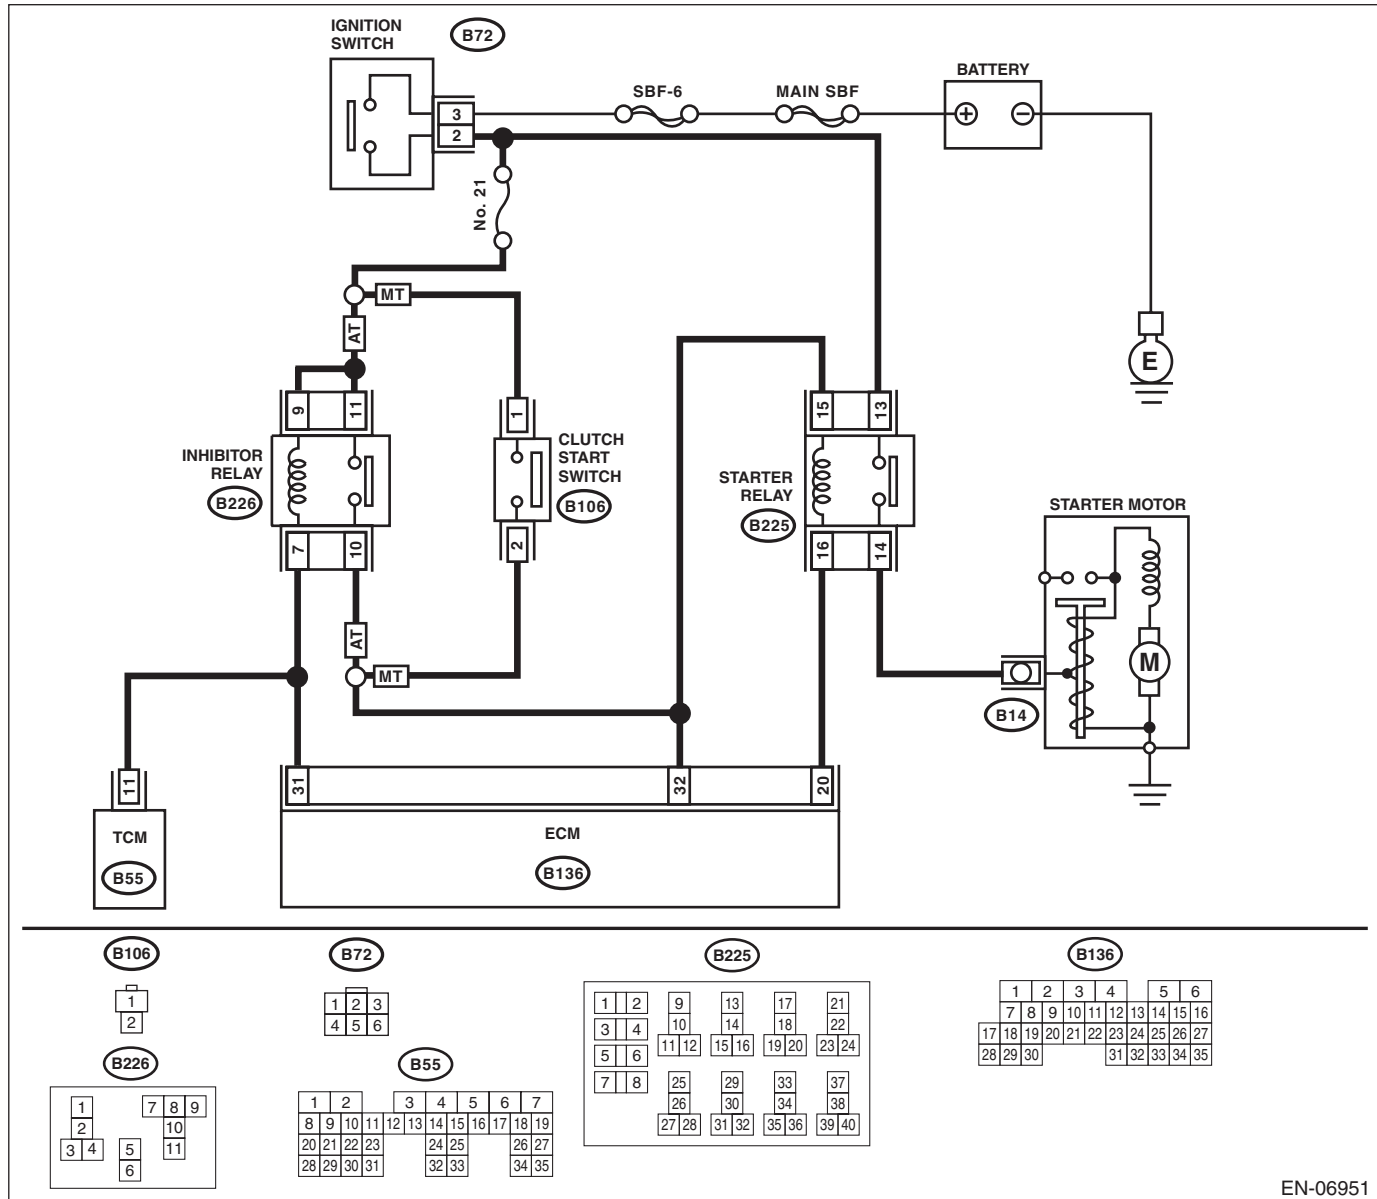 IGNITION
SWITCH
B72
3
2
SBF-6
MAIN SBF
BATTERY
+
−
No. 21
MT
AT
E
9
11
1
15
13
INHIBITOR
RELAY
B226
CLUTCH
START
SWITCH
B106
STARTER
RELAY
B225
STARTER MOTOR
7
10
2
16
14
M
AT
MT
B14
11
31
32
20
TCM
B55
ECM
B136
B106
1
2
B72
1 2 3
4 5 6
B226
1
2
3 4
5
6
7 8 9
10
11
B55
1 2 3 4 5 6 7
8 9 10 11 12 13 14 15 16 17 18 19
20 21 22 23 24 25 26 27
28 29 30 31 32 33 34 35
B225
1 2
3 4
5 6
7 8
9
10
11 12
13
14
15 16
17
18
19 20
21
22
23 24
25
26
27 28
29
30
31 32
33
34
35 36
37
38
39 40
B136
1 2 3 4 5 6
7 8 9 10 11 12 13 14 15 16
17 18 19 20 21 22 23 24 25 26 27
28 29 30 31 32 33 34 35
EN-06951